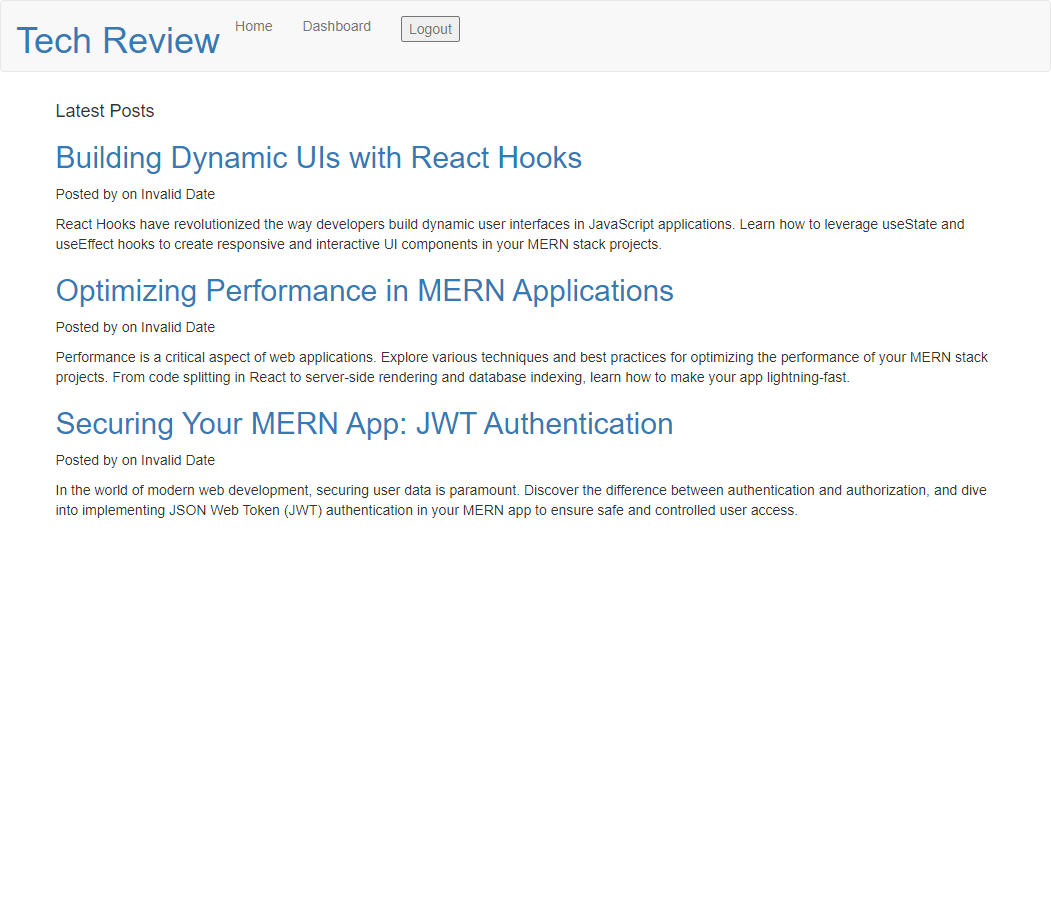 Tech Review
Home
Dashboard
Logout
Latest Posts
Building Dynamic UIs with React Hooks
Posted by on Invalid Date
React Hooks have revolutionized the way developers build dynamic user interfaces in JavaScript applications. Learn how to leverage useState and
useEffect hooks to create responsive and interactive UI components in your MERN stack projects.
Optimizing Performance in MERN Applications
Posted by on Invalid Date
Performance is a critical aspect of web applications. Explore various techniques and best practices for optimizing the performance of your MERN stack
projects. From code splitting in React to server-side rendering and database indexing, learn how to make your app lightning-fast.
Securing Your MERN App: JWT Authentication
Posted by on Invalid Date
In the world of modern web development, securing user data is paramount. Discover the difference between authentication and authorization, and dive
into implementing JSON Web Token (JWT) authentication in your MERN app to ensure safe and controlled user access.